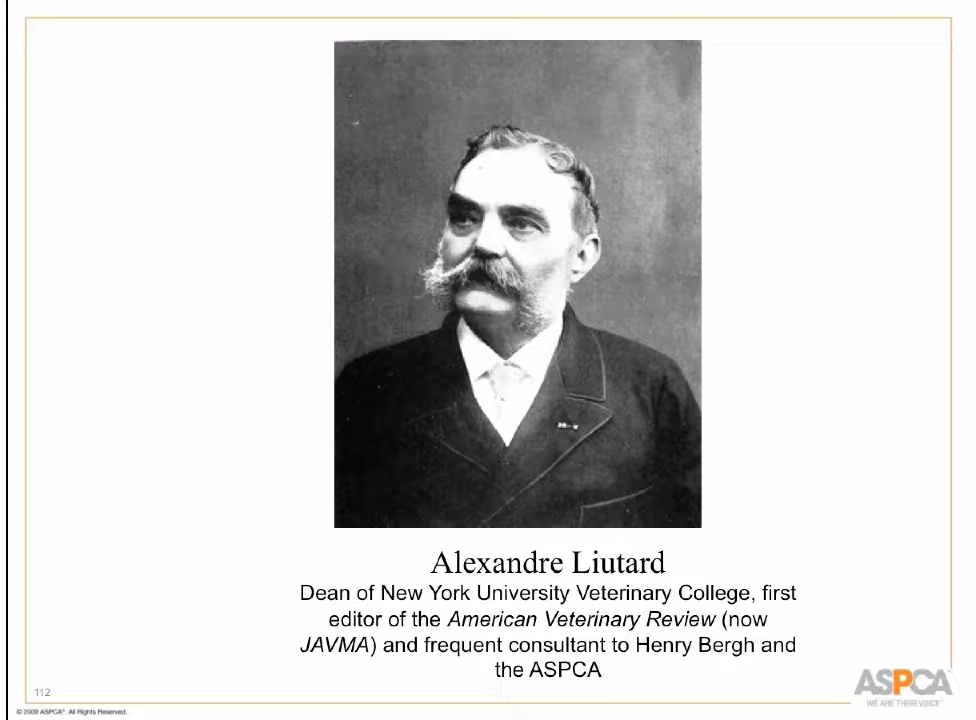 Alexandre Liutard
Dean of New York University Veterinary College, first
editor of the American Veterinary Review (now
JAVMA) and frequent consultant to Henry Bergh and
the ASPCA
112
ASPCA
WE ARE THEIR VOICE™
© 2009 ASPCA®. All Rights Reserved.